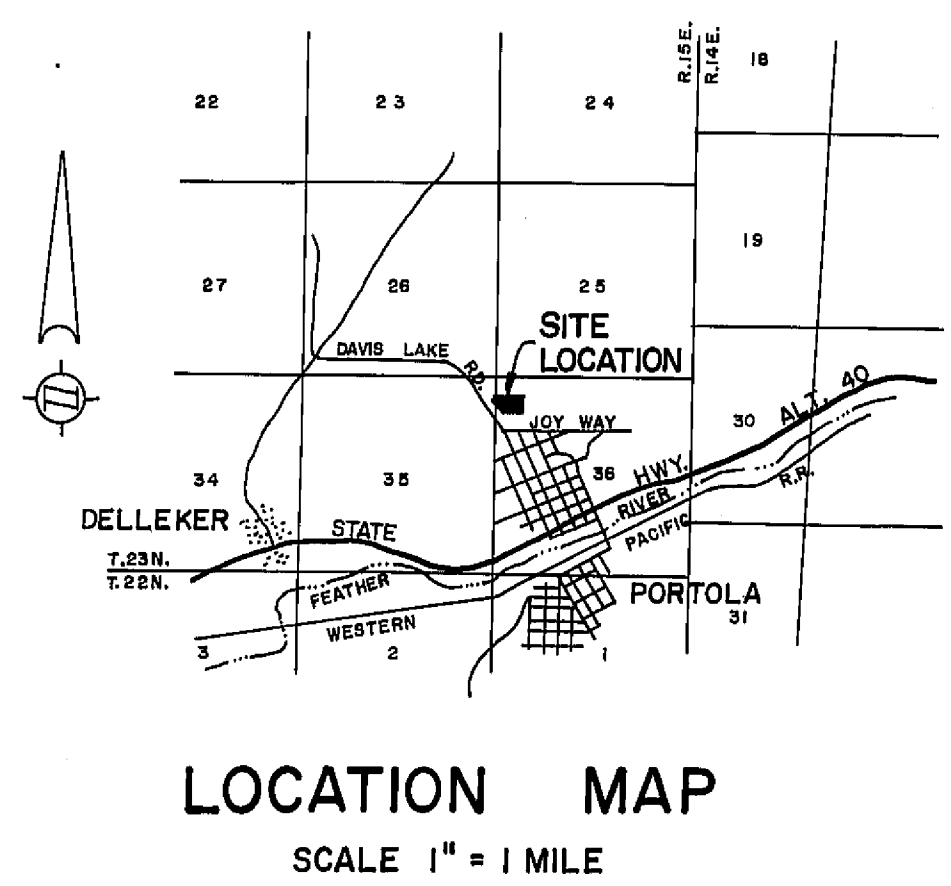 R.15E.
R.14E.
18
22
23
24
19
27
26
25
SITE
LOCATION
DAVIS LAKE RD.
JOY WAY
30
34
35
36
STATE HWY. ALT. 40
DELLEKER
RIVER
R.R.
PACIFIC
T.23N.
T.22N.
FEATHER
PORTOLA
WESTERN
31
3
2
1
N
LOCATION MAP
SCALE 1" = 1 MILE